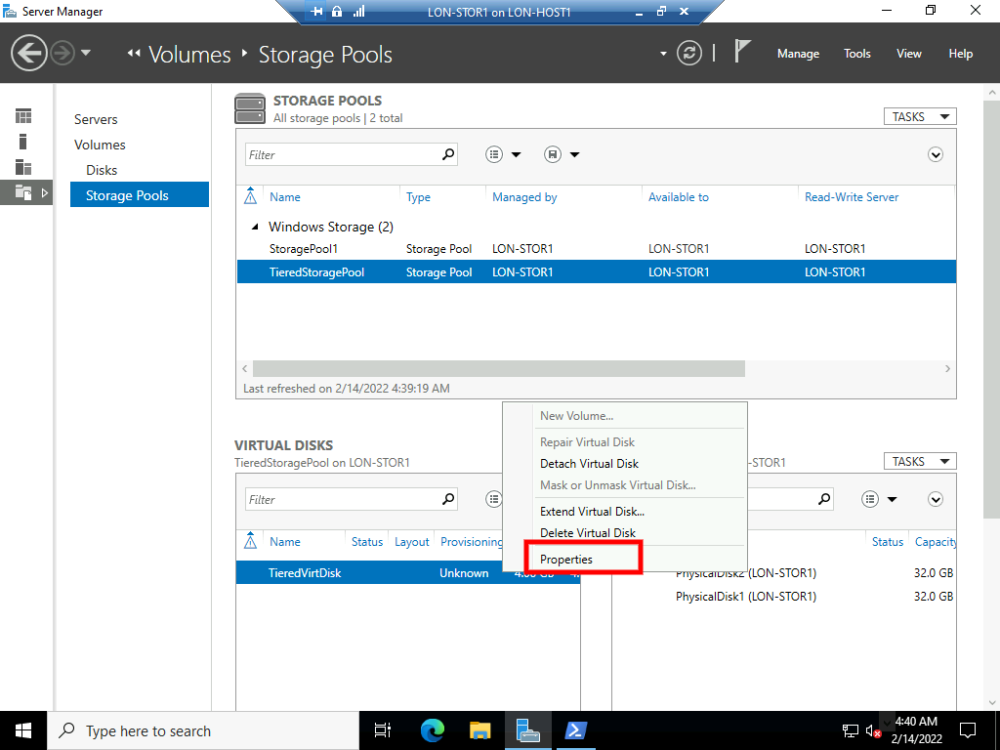 Server Manager
LON-STOR1 on LON-HOST1
Volumes Storage Pools
Manage Tools View Help
Servers
Volumes
Disks
Storage Pools
STORAGE POOLS
All storage pools | 2 total
TASKS
Filter
Name Type Managed by Available to Read-Write Server
Windows Storage (2)
StoragePool1 Storage Pool LON-STOR1 LON-STOR1 LON-STOR1
TieredStoragePool Storage Pool LON-STOR1 LON-STOR1 LON-STOR1
Last refreshed on 2/14/2022 4:39:19 AM
VIRTUAL DISKS
TieredStoragePool on LON-STOR1
Filter
Name Status Layout Provisioning
TieredVirtDisk Unknown 4.00 GB
New Volume...
Repair Virtual Disk
Detach Virtual Disk
Mask or Unmask Virtual Disk...
Extend Virtual Disk...
Delete Virtual Disk
Properties
-STOR1
TASKS
Status Capacity
PhysicalDisk2 (LON-STOR1) 32.0 GB
PhysicalDisk1 (LON-STOR1) 32.0 GB
Type here to search
4:40 AM
2/14/2022